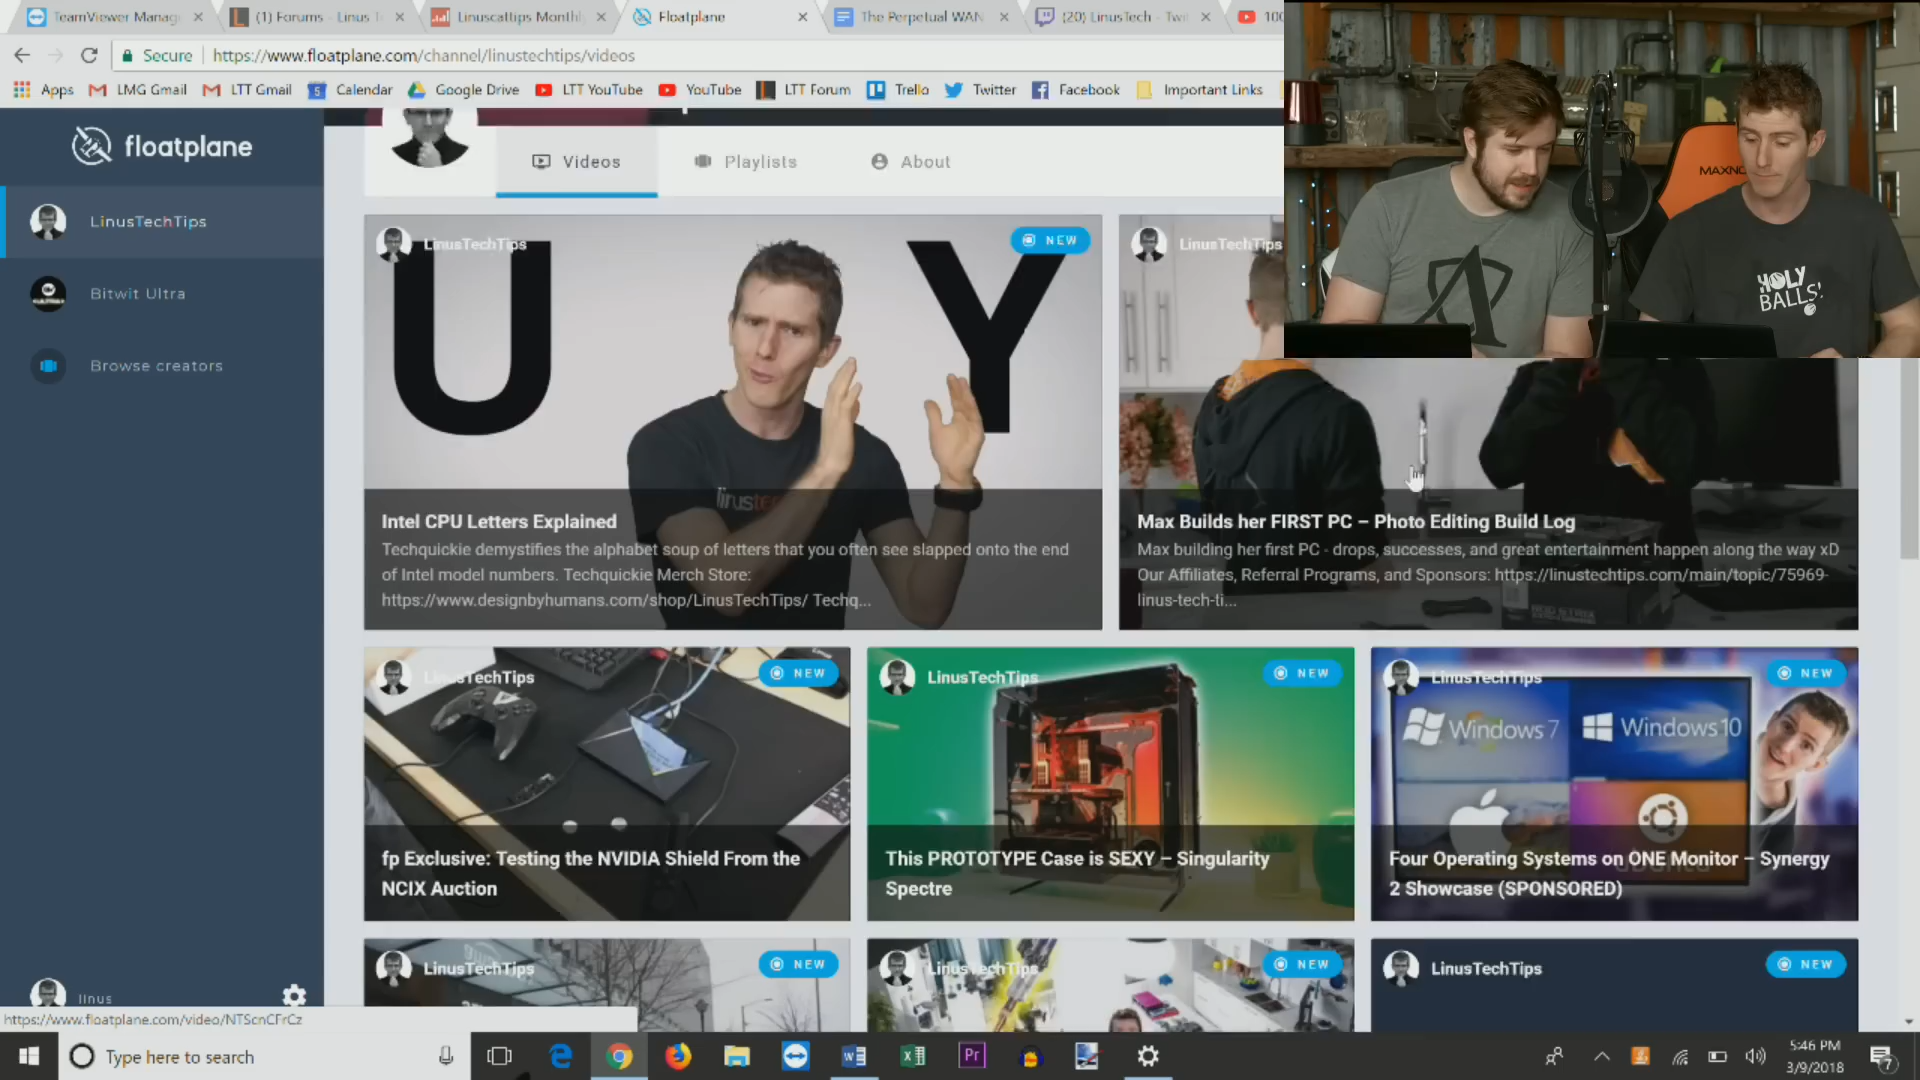 TeamViewer Manag
(1) Forums - Linus T
Linuscattips Monthl
Floatplane
The Perpetual WAN
(20) LinusTech - Twi
100
Secure https://www.floatplane.com/channel/linustechtips/videos
Apps LMG Gmail LTT Gmail Calendar Google Drive LTT YouTube YouTube LTT Forum Trello Twitter Facebook Important Links
MAXNO
HOLY
BALLS!
floatplane
Videos Playlists About
LinusTechTips
Bitwit Ultra
Browse creators
LinusTechTips NEW
U Y
Intel CPU Letters Explained
Techquickie demystifies the alphabet soup of letters that you often see slapped onto the end
of Intel model numbers. Techquickie Merch Store:
https://www.designbyhumans.com/shop/LinusTechTips/ Techq...
LinusTechTips
Max Builds her FIRST PC – Photo Editing Build Log
Max building her first PC - drops, successes, and great entertainment happen along the way xD
Our Affiliates, Referral Programs, and Sponsors: https://linustechtips.com/main/topic/75969-
linus-tech-ti...
LinusTechTips NEW
fp Exclusive: Testing the NVIDIA Shield From the
NCIX Auction
LinusTechTips NEW
This PROTOTYPE Case is SEXY – Singularity
Spectre
LinusTechTips NEW
Windows 7 Windows 10
Four Operating Systems on ONE Monitor – Synergy
2 Showcase (SPONSORED)
LinusTechTips NEW
LinusTechTips NEW
LinusTechTips NEW
linus
https://www.floatplane.com/video/NTScnCFrCz
Type here to search
Pr
5:46 PM
3/9/2018
7